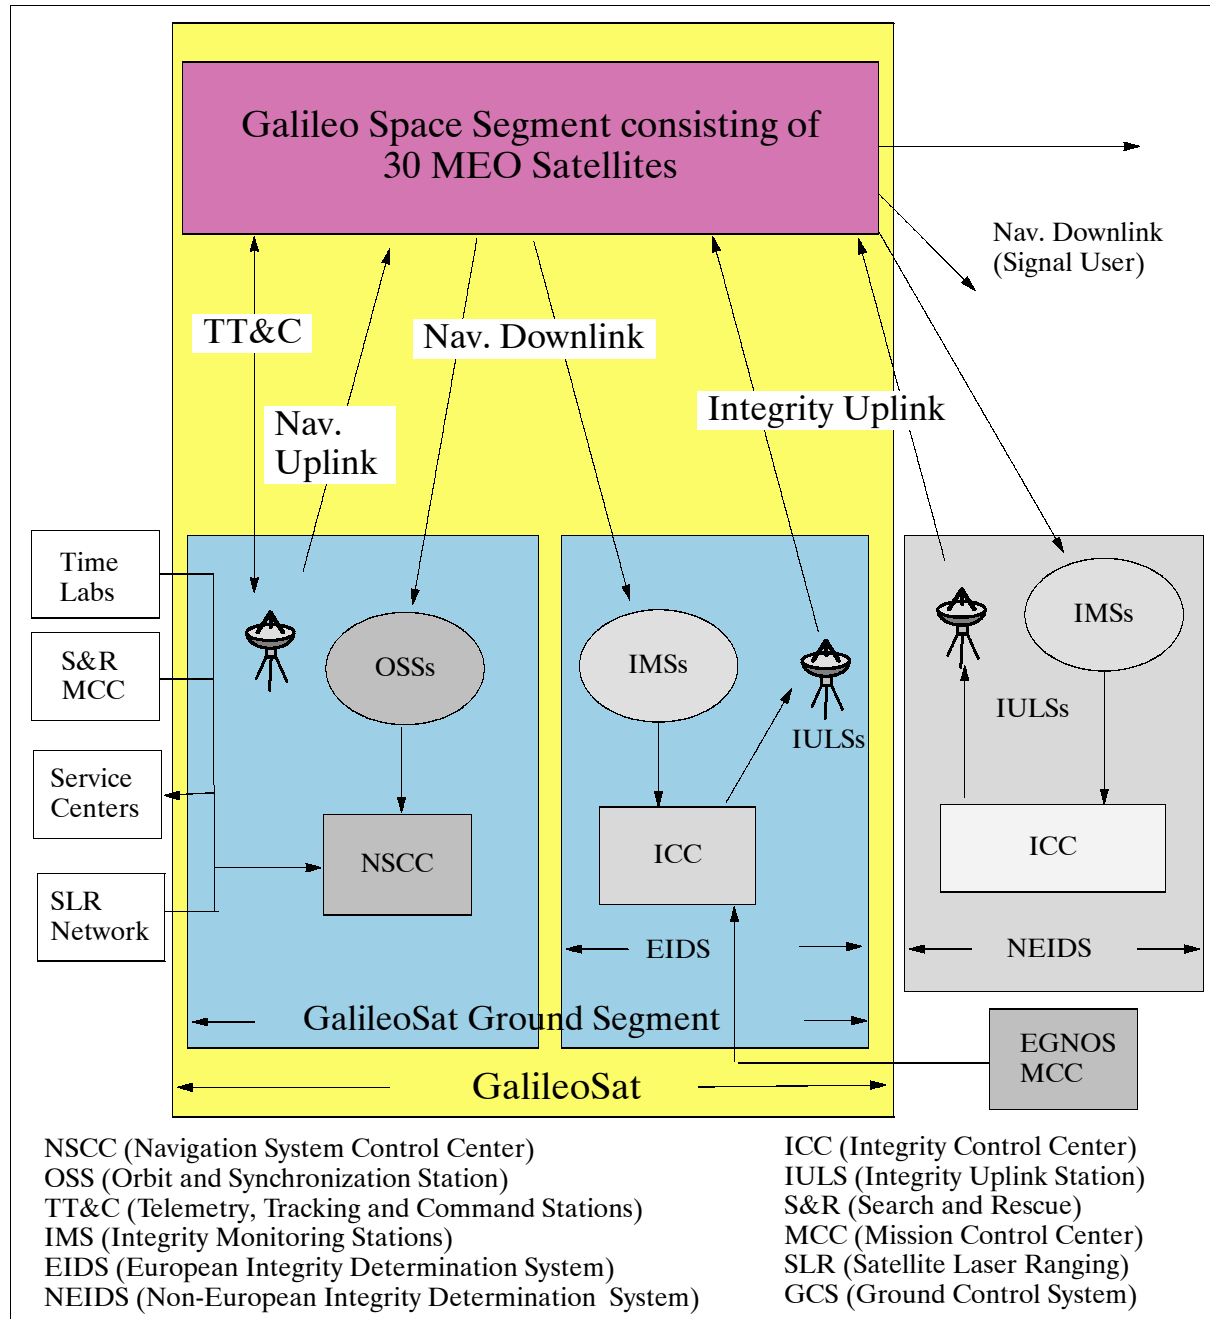 Galileo Space Segment consisting of
30 MEO Satellites
Nav. Downlink
(Signal User)
TT&C
Nav. Downlink
Nav.
Uplink
Integrity Uplink
Time
Labs
S&R
MCC
Service
Centers
SLR
Network
OSSs
NSCC
IMSs
IULSs
ICC
EIDS
IMSs
IULSs
ICC
NEIDS
GalileoSat Ground Segment
EGNOS
MCC
GalileoSat
NSCC (Navigation System Control Center)
OSS (Orbit and Synchronization Station)
TT&C (Telemetry, Tracking and Command Stations)
IMS (Integrity Monitoring Stations)
EIDS (European Integrity Determination System)
NEIDS (Non-European Integrity Determination System)
ICC (Integrity Control Center)
IULS (Integrity Uplink Station)
S&R (Search and Rescue)
MCC (Mission Control Center)
SLR (Satellite Laser Ranging)
GCS (Ground Control System)